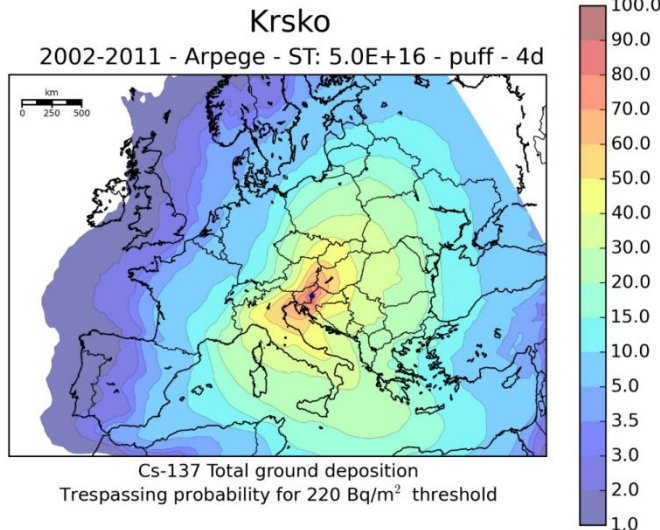 Krsko
2002-2011 - Arpege - ST: 5.0E+16 - puff - 4d
km
0 250 500
100.0
90.0
80.0
70.0
60.0
50.0
40.0
30.0
20.0
15.0
10.0
5.0
3.5
2.0
1.0
Cs-137 Total ground deposition
Trespassing probability for 220 Bq/m² threshold